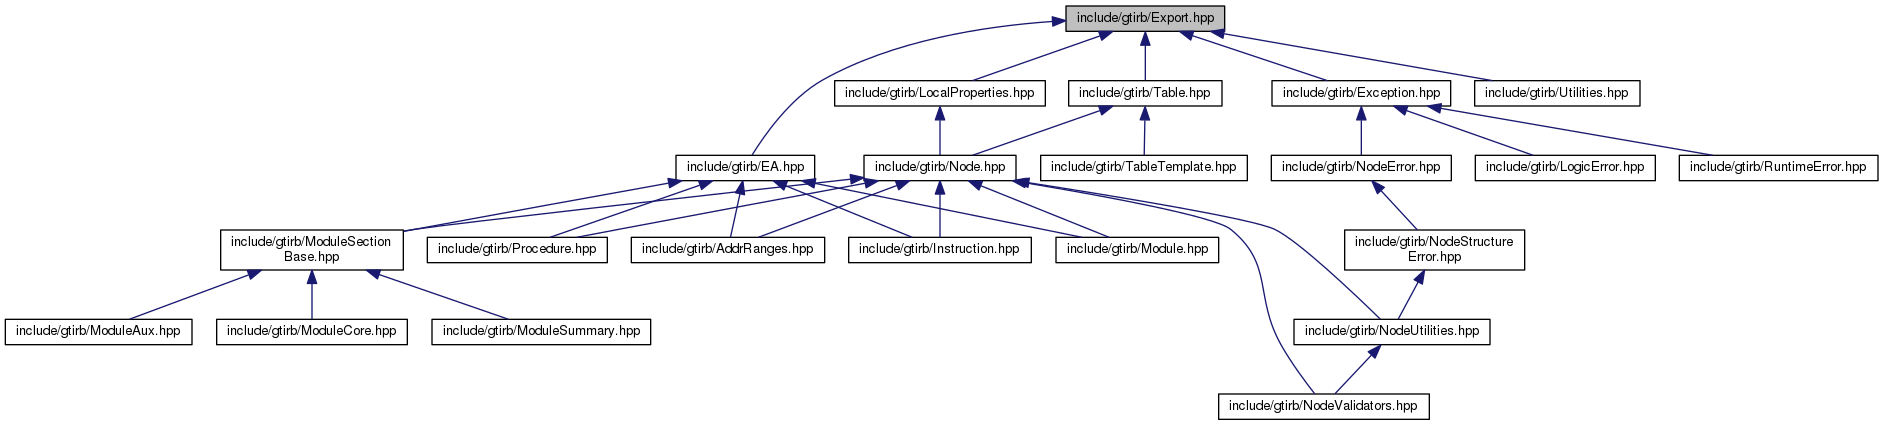 include/gtirb/Export.hpp
include/gtirb/LocalProperties.hpp
include/gtirb/Table.hpp
include/gtirb/Exception.hpp
include/gtirb/Utilities.hpp
include/gtirb/EA.hpp
include/gtirb/Node.hpp
include/gtirb/TableTemplate.hpp
include/gtirb/NodeError.hpp
include/gtirb/LogicError.hpp
include/gtirb/RuntimeError.hpp
include/gtirb/ModuleSection
Base.hpp
include/gtirb/Procedure.hpp
include/gtirb/AddrRanges.hpp
include/gtirb/Instruction.hpp
include/gtirb/Module.hpp
include/gtirb/NodeStructure
Error.hpp
include/gtirb/ModuleAux.hpp
include/gtirb/ModuleCore.hpp
include/gtirb/ModuleSummary.hpp
include/gtirb/NodeUtilities.hpp
include/gtirb/NodeValidators.hpp